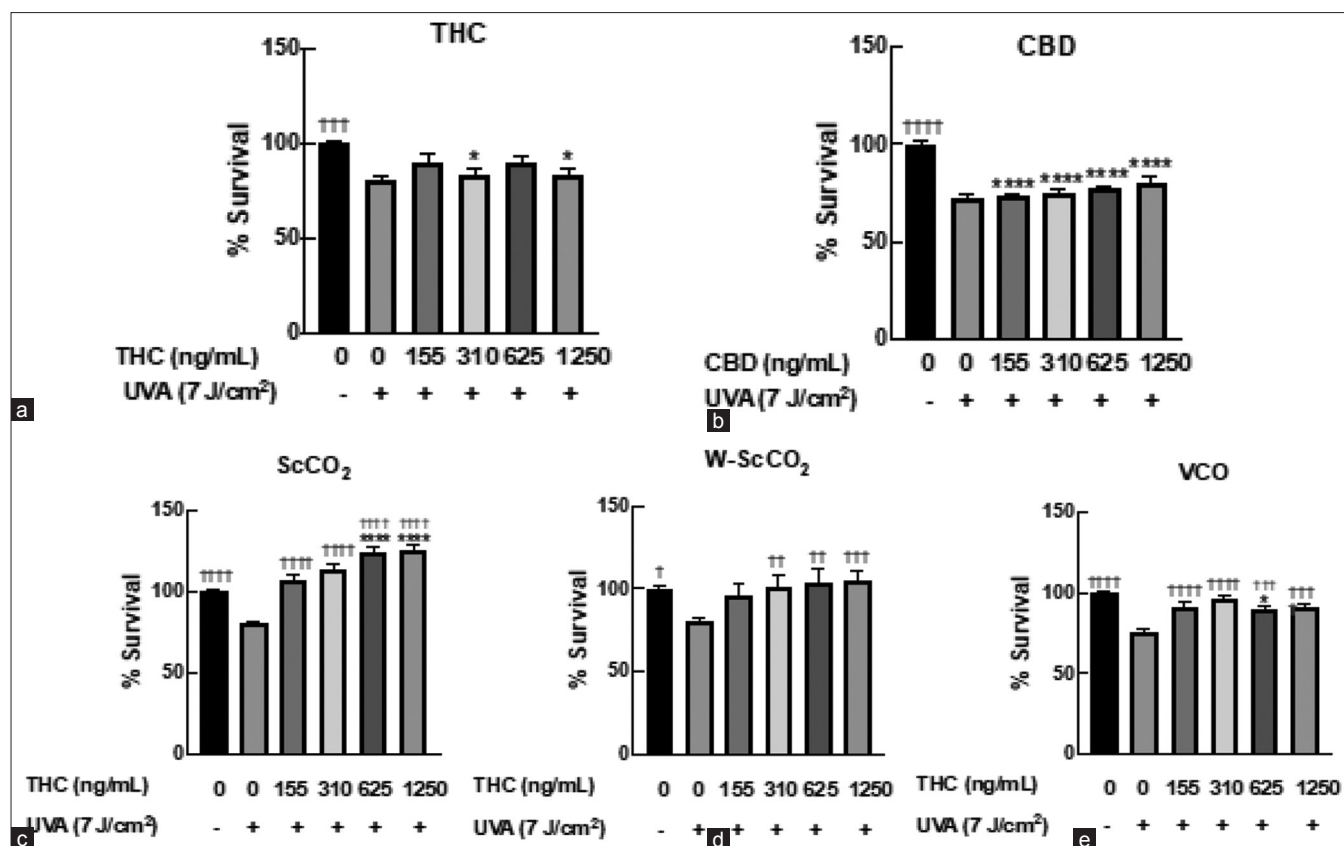 THC
150
†††
100
* *
% Survival
50
0
THC (ng/mL) 0 0 155 310 625 1250
UVA (7 J/cm²) - + + + + +
a
CBD
150
††††
100
**** **** **** ****
% Survival
50
0
CBD (ng/mL) 0 0 155 310 625 1250
UVA (7 J/cm²) - + + + + +
b
ScCO₂
150
†††† ††††
**** ****
†††† †††† ††††
100
% Survival
50
0
THC (ng/mL) 0 0 155 310 625 1250
UVA (7 J/cm²) - + + + + +
c
W-ScCO₂
150
† †† †† †††
100
% Survival
50
0
THC (ng/mL) 0 0 155 310 625 1250
UVA (7 J/cm²) - + + + + +
d
VCO
150
†††† †††† †††† ††† †††
*
100
% Survival
50
0
THC (ng/mL) 0 0 155 310 625 1250
UVA (7 J/cm²) - + + + + +
e